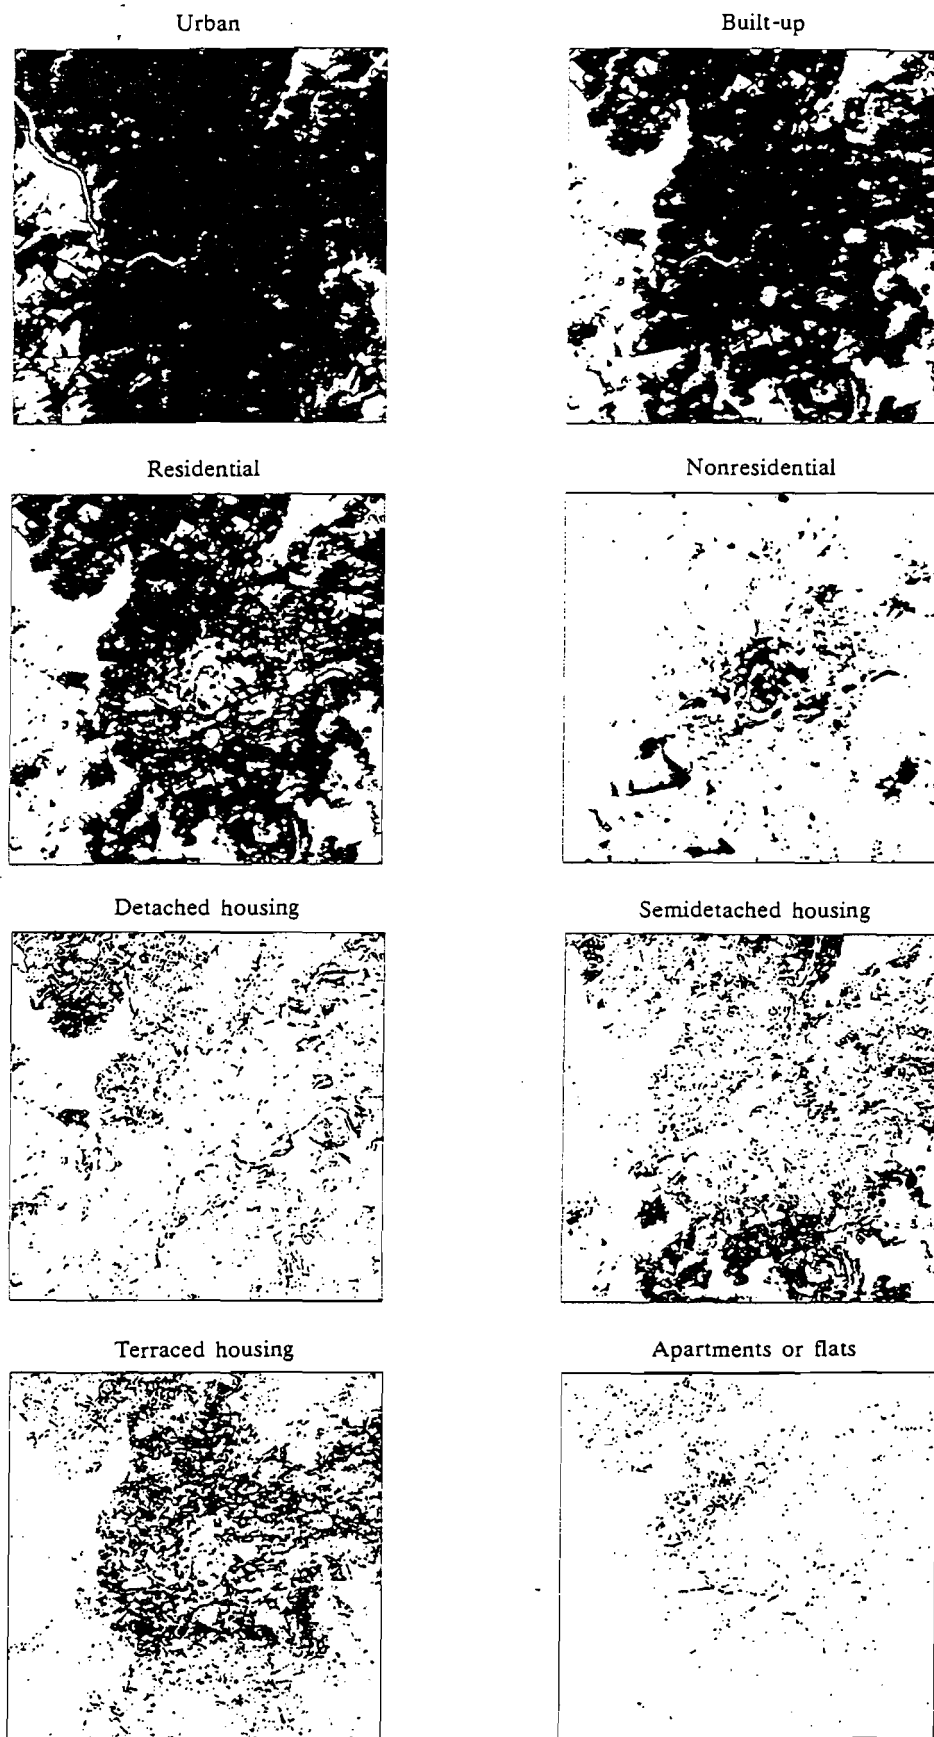 Urban
Built-up
Residential
Nonresidential
Detached housing
Semidetached housing
Terraced housing
Apartments or flats